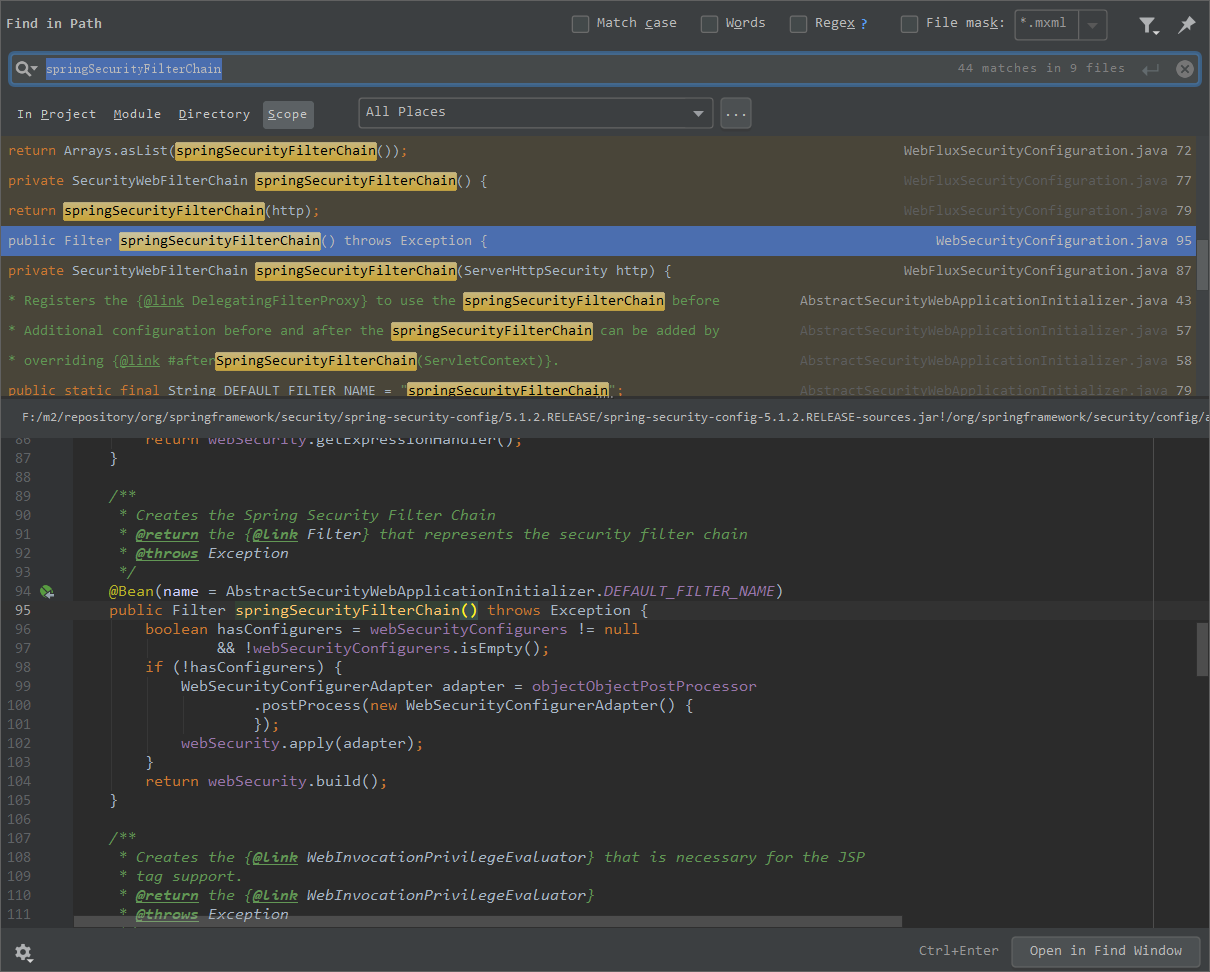 Find in Path
Match case
Words
Regex ?
File mask: *.mxml
springSecurityFilterChain
44 matches in 9 files
In Project Module Directory Scope All Places ...
return Arrays.asList(springSecurityFilterChain()); WebFluxSecurityConfiguration.java 72
private SecurityWebFilterChain springSecurityFilterChain() { WebFluxSecurityConfiguration.java 77
return springSecurityFilterChain(http); WebFluxSecurityConfiguration.java 79
public Filter springSecurityFilterChain() throws Exception { WebSecurityConfiguration.java 95
private SecurityWebFilterChain springSecurityFilterChain(ServerHttpSecurity http) { WebFluxSecurityConfiguration.java 87
* Registers the {@link DelegatingFilterProxy} to use the springSecurityFilterChain before AbstractSecurityWebApplicationInitializer.java 43
* Additional configuration before and after the springSecurityFilterChain can be added by AbstractSecurityWebApplicationInitializer.java 57
* overriding {@link #afterSpringSecurityFilterChain(ServletContext)}. AbstractSecurityWebApplicationInitializer.java 58
public static final String DEFAULT_FILTER_NAME = "springSecurityFilterChain"; AbstractSecurityWebApplicationInitializer.java 79
F:/m2/repository/org/springframework/security/spring-security-config/5.1.2.RELEASE/spring-security-config-5.1.2.RELEASE-sources.jar!/org/springframework/security/config/a
86 return webSecurity.getExpressionHandler();
87 }
88
89 /**
90 * Creates the Spring Security Filter Chain
91 * @return the {@link Filter} that represents the security filter chain
92 * @throws Exception
93 */
94 @Bean(name = AbstractSecurityWebApplicationInitializer.DEFAULT_FILTER_NAME)
95 public Filter springSecurityFilterChain() throws Exception {
96 boolean hasConfigurers = webSecurityConfigurers != null
97 && !webSecurityConfigurers.isEmpty();
98 if (!hasConfigurers) {
99 WebSecurityConfigurerAdapter adapter = objectObjectPostProcessor
100 .postProcess(new WebSecurityConfigurerAdapter() {
101 });
102 webSecurity.apply(adapter);
103 }
104 return webSecurity.build();
105 }
106
107 /**
108 * Creates the {@link WebInvocationPrivilegeEvaluator} that is necessary for the JSP
109 * tag support.
110 * @return the {@link WebInvocationPrivilegeEvaluator}
111 * @throws Exception
Ctrl+Enter Open in Find Window